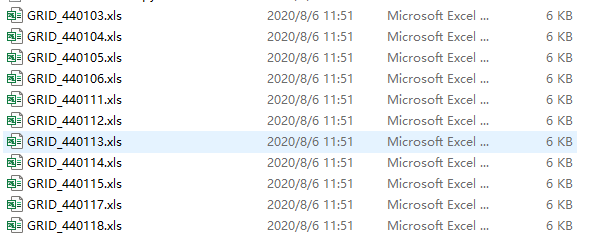 GRID_440103.xls 2020/8/6 11:51 Microsoft Excel ... 6 KB
GRID_440104.xls 2020/8/6 11:51 Microsoft Excel ... 6 KB
GRID_440105.xls 2020/8/6 11:51 Microsoft Excel ... 6 KB
GRID_440106.xls 2020/8/6 11:51 Microsoft Excel ... 6 KB
GRID_440111.xls 2020/8/6 11:51 Microsoft Excel ... 6 KB
GRID_440112.xls 2020/8/6 11:51 Microsoft Excel ... 6 KB
GRID_440113.xls 2020/8/6 11:51 Microsoft Excel ... 6 KB
GRID_440114.xls 2020/8/6 11:51 Microsoft Excel ... 6 KB
GRID_440115.xls 2020/8/6 11:51 Microsoft Excel ... 6 KB
GRID_440117.xls 2020/8/6 11:51 Microsoft Excel ... 6 KB
GRID_440118.xls 2020/8/6 11:51 Microsoft Excel ... 6 KB